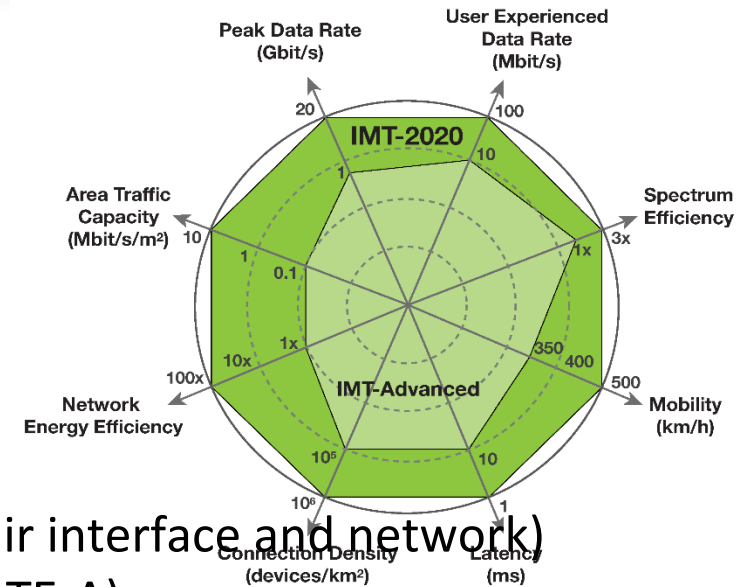 User Experienced
Data Rate
(Mbit/s)
Peak Data Rate
(Gbit/s)
20
100
IMT-2020
1
10
Area Traffic
Capacity
(Mbit/s/m²)
Spectrum
Efficiency
10
1
0.1
1x
3x
1x
350
400
500
10x
100x
Network
Energy Efficiency
IMT-Advanced
Mobility
(km/h)
10⁵
10
10⁶
1
ir interface and network)
Connection Density
(devices/km²)
Latency
(ms)